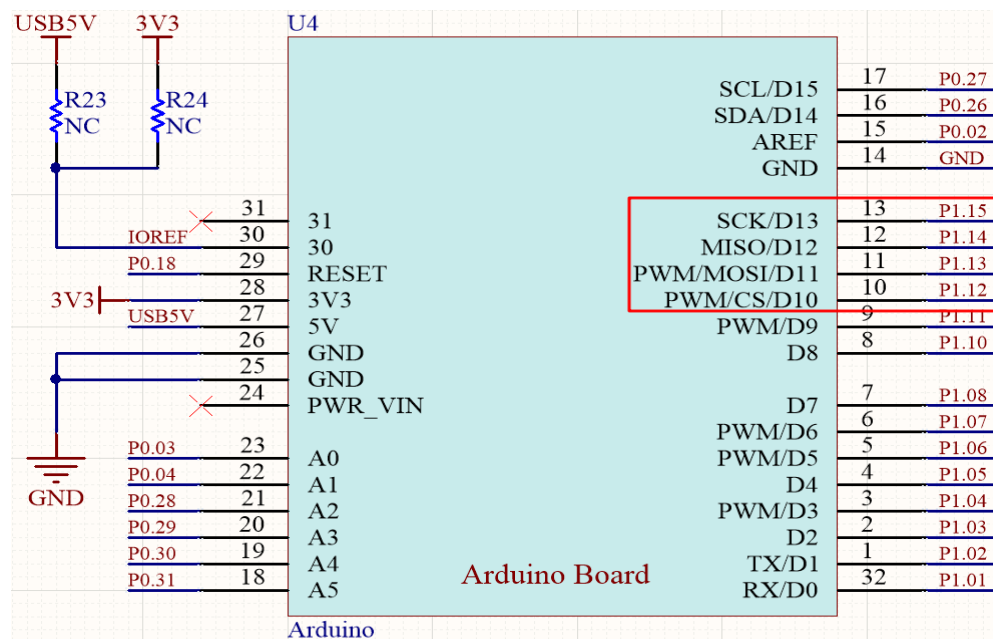 USB5V
3V3
U4
R23
NC
R24
NC
31
31
IOREF
30
30
P0.18
29
RESET
3V3
28
3V3
USB5V
27
5V
26
GND
25
GND
24
PWR_VIN
P0.03
23
A0
P0.04
22
A1
P0.28
21
A2
P0.29
20
A3
P0.30
19
A4
P0.31
18
A5
GND
SCL/D15
17
P0.27
SDA/D14
16
P0.26
AREF
15
P0.02
GND
14
GND
SCK/D13
13
P1.15
MISO/D12
12
P1.14
PWM/MOSI/D11
11
P1.13
PWM/CS/D10
10
P1.12
PWM/D9
9
P1.11
D8
8
P1.10
D7
7
P1.08
PWM/D6
6
P1.07
PWM/D5
5
P1.06
D4
4
P1.05
PWM/D3
3
P1.04
D2
2
P1.03
TX/D1
1
P1.02
RX/D0
32
P1.01
Arduino Board
Arduino